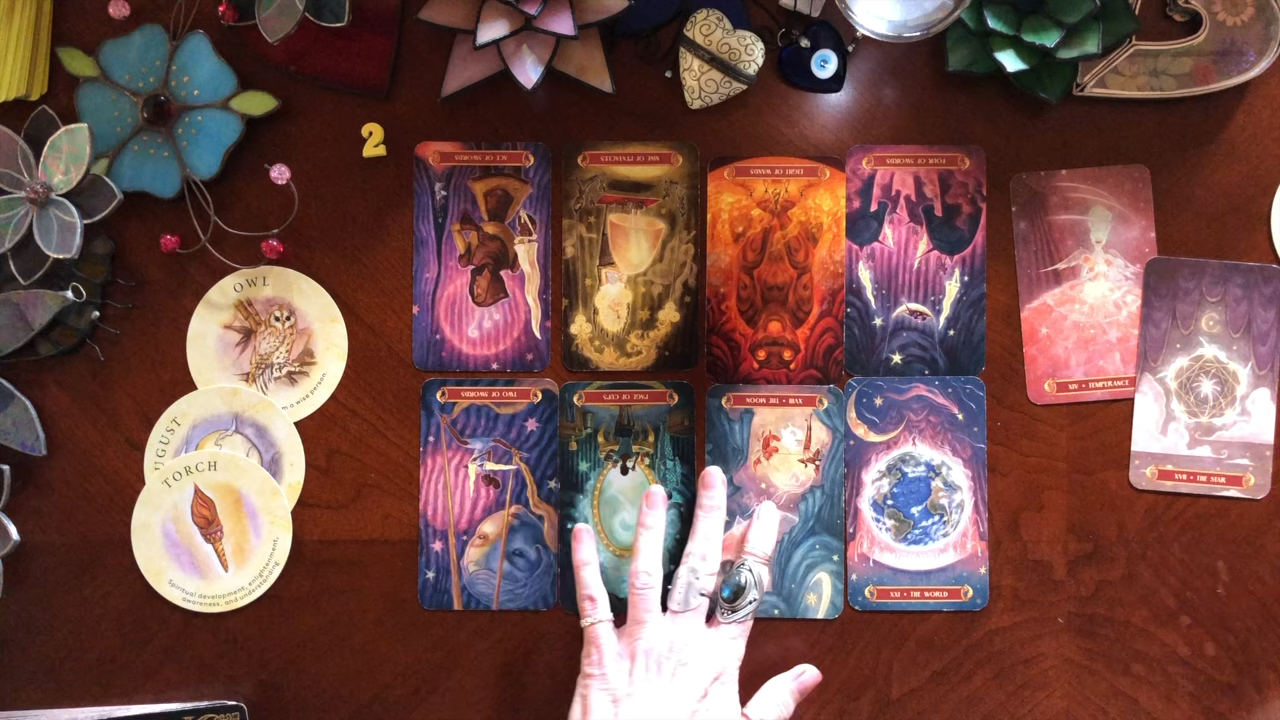 2
ACE OF SWORDS
NINE OF PENTACLES
EIGHT OF WANDS
FOUR OF SWORDS
XIV • TEMPERANCE
OWL
m a wise person.
TWO OF SWORDS
PAGE OF CUPS
XVIII • THE MOON
XXI • THE WORLD
XVII • THE STAR
UGUST
TORCH
Spiritual development, enlightenment,
awareness, and understanding.